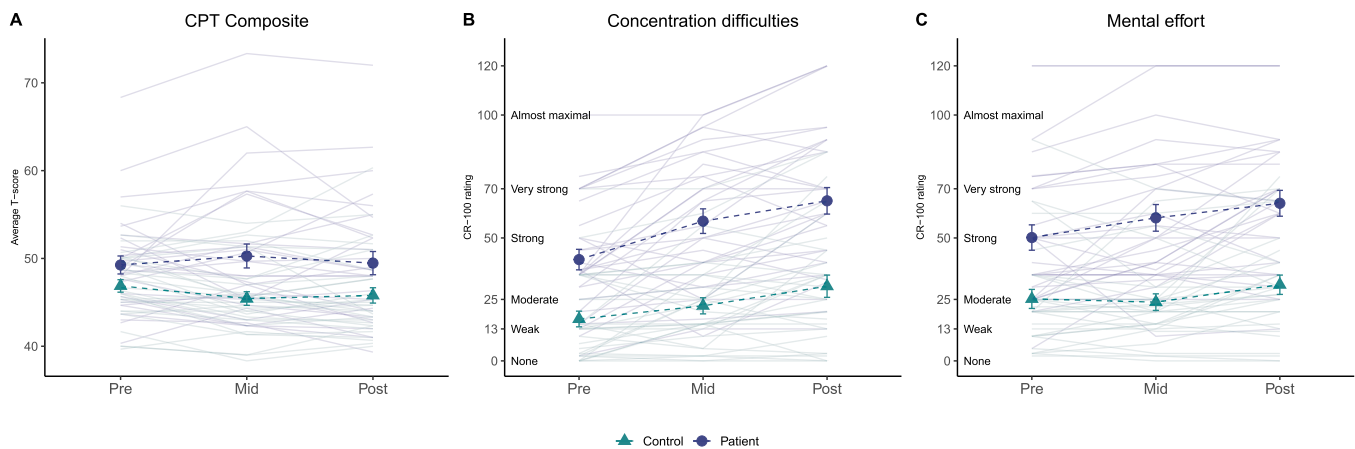 A CPT Composite
Average T−score
70
60
50
40
Pre Mid Post
B Concentration difficulties
CR−100 rating
120
100 Almost maximal
70 Very strong
50 Strong
25 Moderate
13 Weak
0 None
Pre Mid Post
C Mental effort
CR−100 rating
120
100 Almost maximal
70 Very strong
50 Strong
25 Moderate
13 Weak
0 None
Pre Mid Post
Control Patient